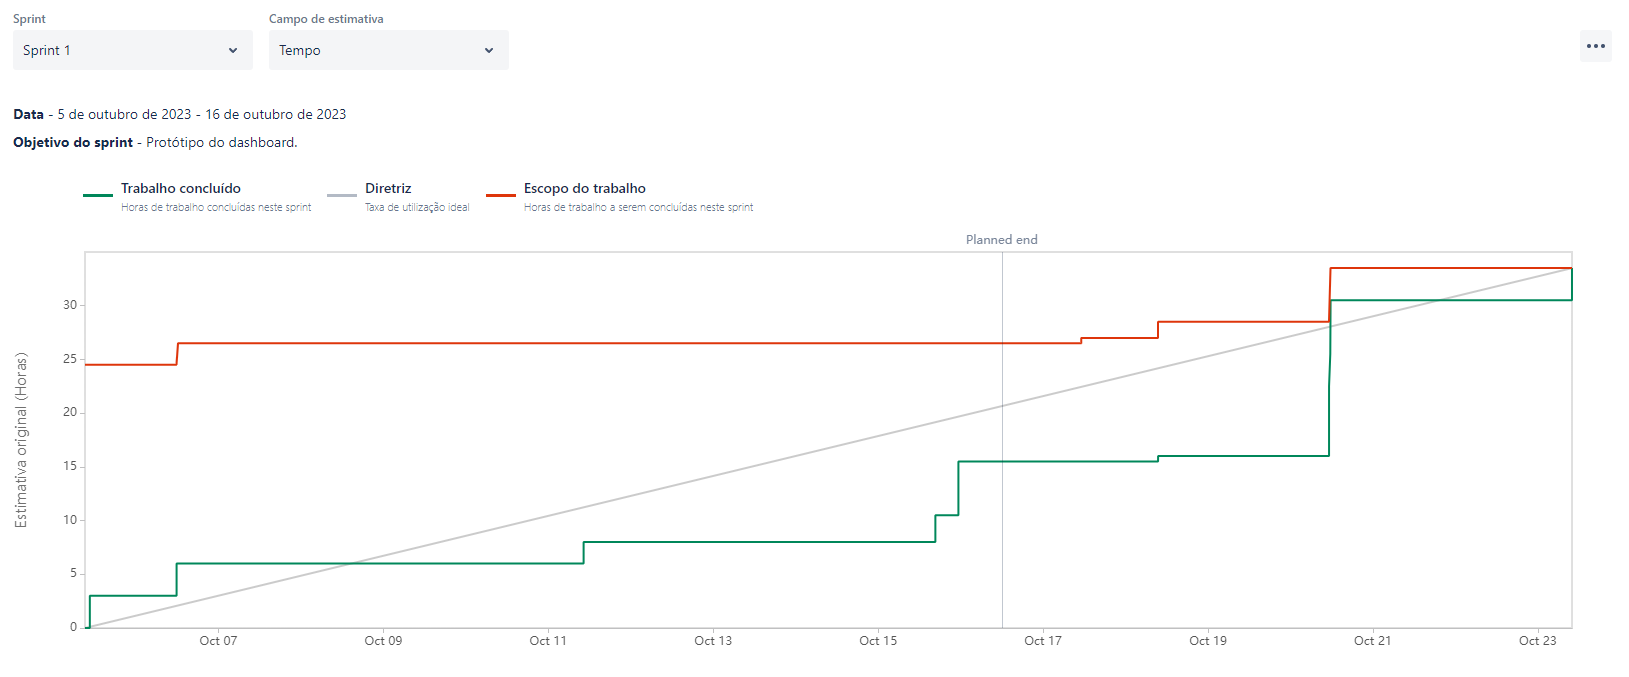 Sprint
Campo de estimativa
Sprint 1
Tempo
Data - 5 de outubro de 2023 - 16 de outubro de 2023
Objetivo do sprint - Protótipo do dashboard.
Trabalho concluído
Horas de trabalho concluídas neste sprint
Diretriz
Taxa de utilização ideal
Escopo do trabalho
Horas de trabalho a serem concluídas neste sprint
Planned end
Estimativa original (Horas)
30
25
20
15
10
5
0
Oct 07
Oct 09
Oct 11
Oct 13
Oct 15
Oct 17
Oct 19
Oct 21
Oct 23